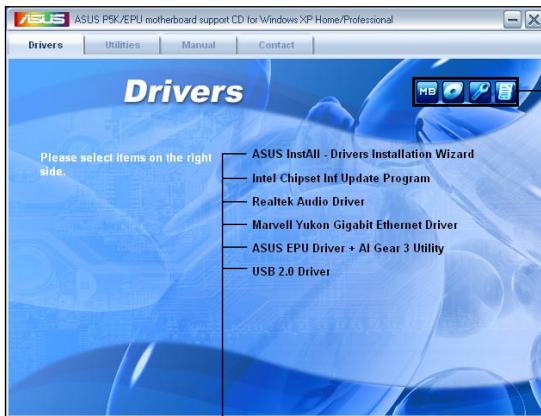 ASUS ASUS P5K/EPU motherboard support CD for Windows XP Home/Professional
Drivers Utilities Manual Contact
Drivers
MB
Please select items on the right
side.
ASUS InstAll - Drivers Installation Wizard
Intel Chipset Inf Update Program
Realtek Audio Driver
Marvell Yukon Gigabit Ethernet Driver
ASUS EPU Driver + AI Gear 3 Utility
USB 2.0 Driver